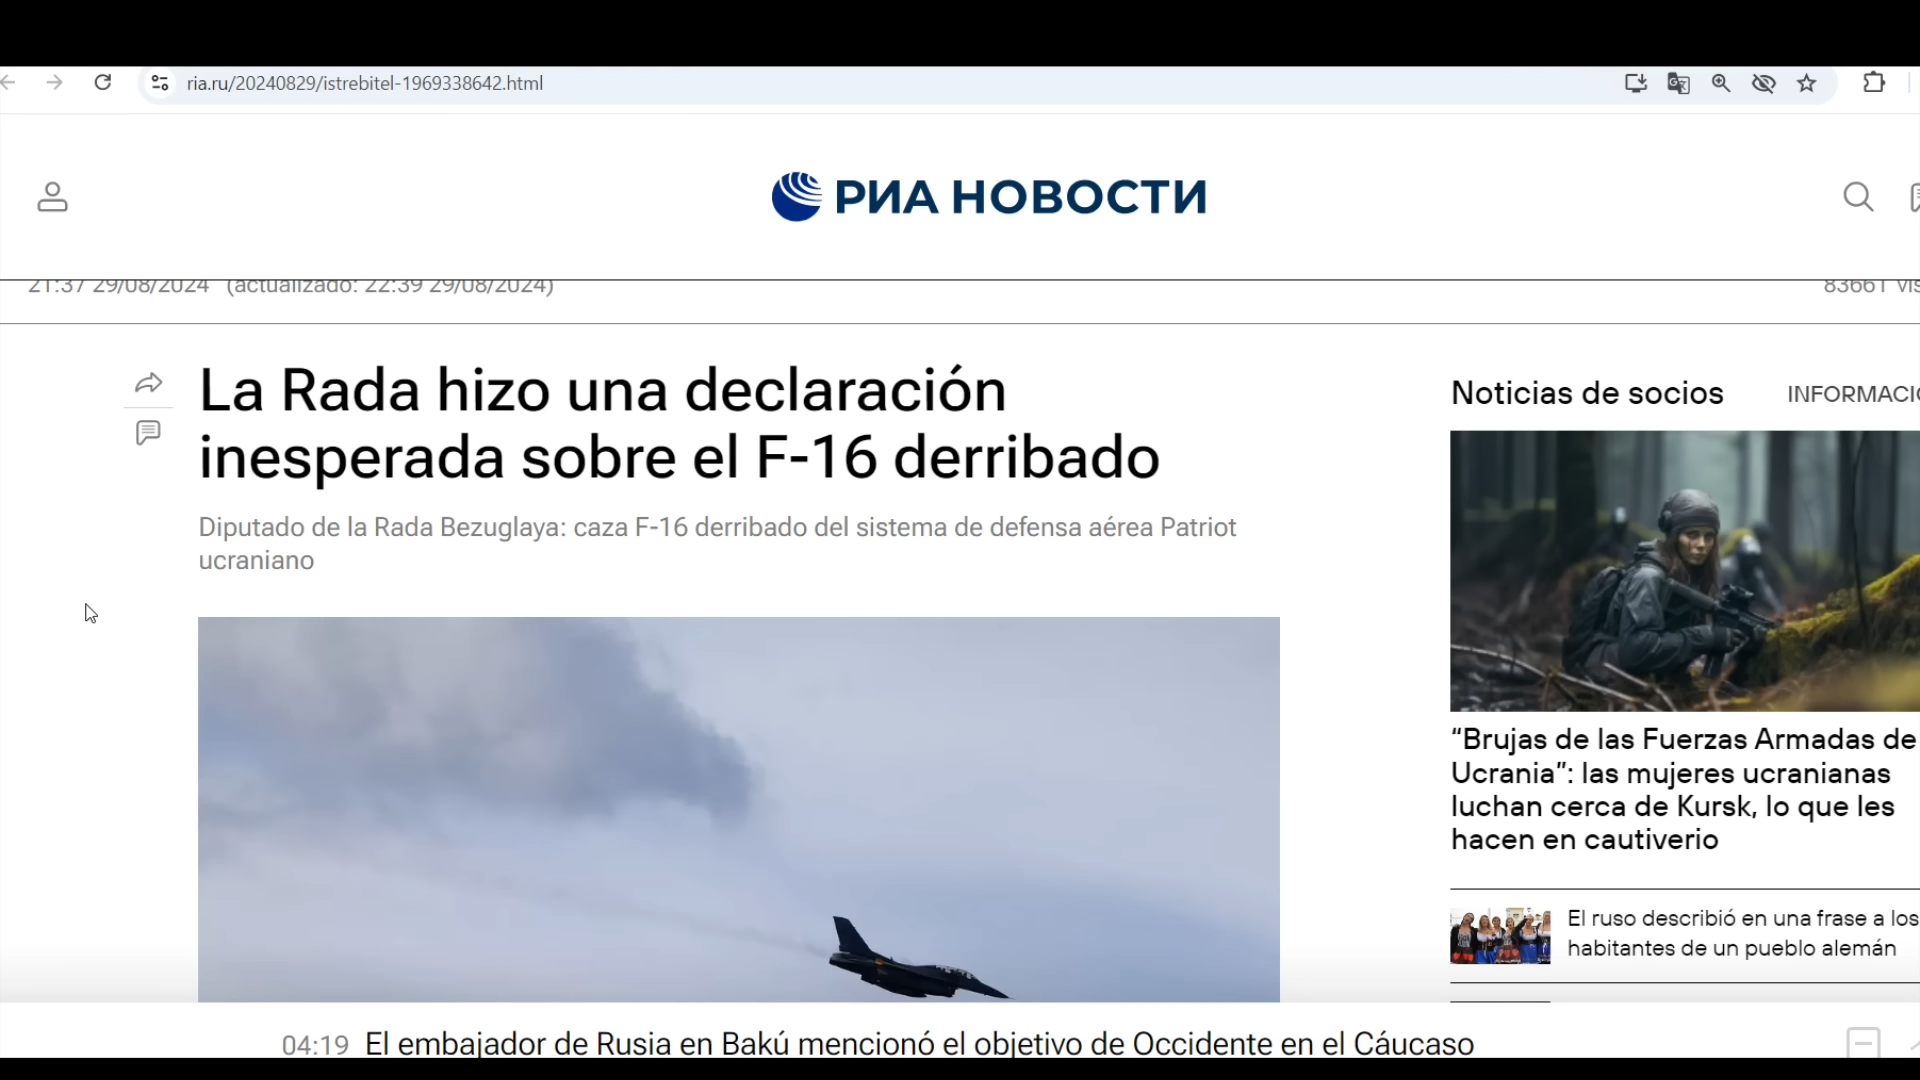 ria.ru/20240829/istrebitel-1969338642.html
РИА НОВОСТИ
21:37 29/08/2024 (actualizado: 22:39 29/08/2024)
83661
La Rada hizo una declaración
inesperada sobre el F-16 derribado
Diputado de la Rada Bezuglaya: caza F-16 derribado del sistema de defensa aérea Patriot
ucraniano
Noticias de socios
“Brujas de las Fuerzas Armadas de
Ucrania”: las mujeres ucranianas
luchan cerca de Kursk, lo que les
hacen en cautiverio
El ruso describió en una frase a los
habitantes de un pueblo alemán
04:19 El embajador de Rusia en Bakú mencionó el objetivo de Occidente en el Cáucaso